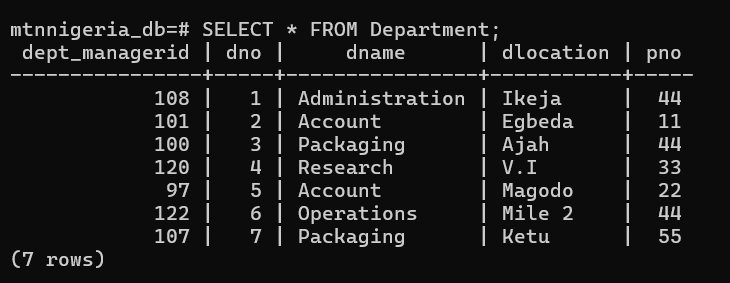 mtnnigeria_db=# SELECT * FROM Department;
 dept_managerid | dno |     dname      | dlocation | pno
----------------+-----+----------------+-----------+-----
            108 |   1 | Administration | Ikeja     |  44
            101 |   2 | Account        | Egbeda    |  11
            100 |   3 | Packaging      | Ajah      |  44
            120 |   4 | Research       | V.I       |  33
             97 |   5 | Account        | Magodo    |  22
            122 |   6 | Operations     | Mile 2    |  44
            107 |   7 | Packaging      | Ketu      |  55
(7 rows)